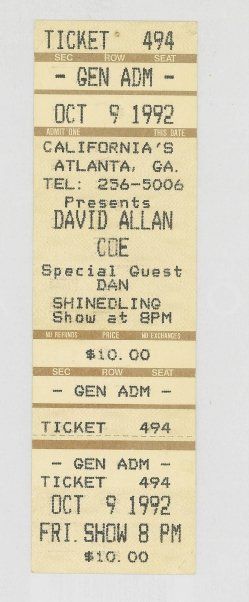 TICKET 494
SEC ROW SEAT
- GEN ADM -
OCT 9 1992
ADMIT ONE THIS DATE
CALIFORNIA'S
ATLANTA, GA.
TEL: 256-5006
Presents
DAVID ALLAN
COE
Special Guest
DAN
SHINEDLING
Show at 8PM
NO REFUNDS PRICE NO EXCHANGES
$10.00
SEC ROW SEAT
- GEN ADM -
TICKET 494
- GEN ADM -
TICKET 494
OCT 9 1992
FRI. SHOW 8 PM
$10.00